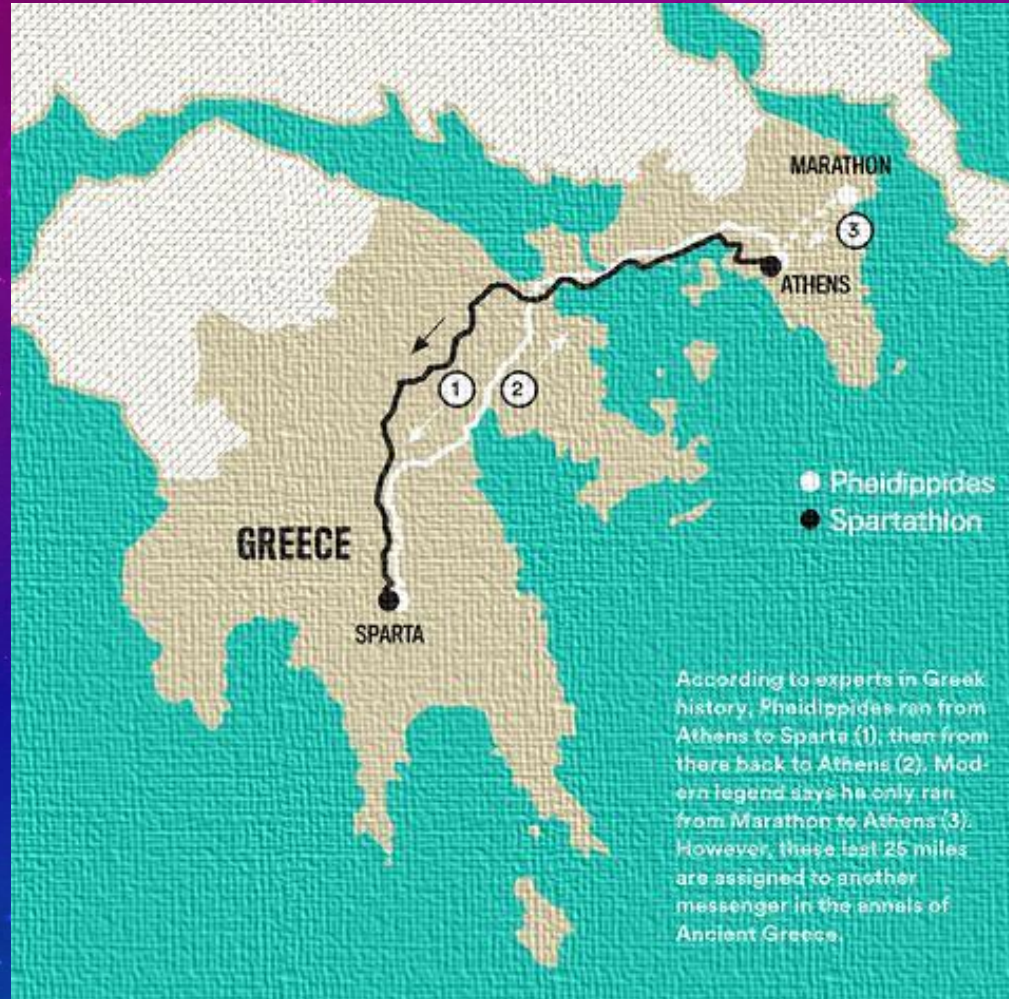 MARATHON
3
ATHENS
1
2
Pheidippides
Spartathlon
GREECE
SPARTA
According to experts in Greek
history, Pheidippides ran from
Athens to Sparta (1), then from
there back to Athens (2). Mod-
ern legend says he only ran
from Marathon to Athens (3).
However, these last 25 miles
are assigned to another
messenger in the annals of
Ancient Greece.